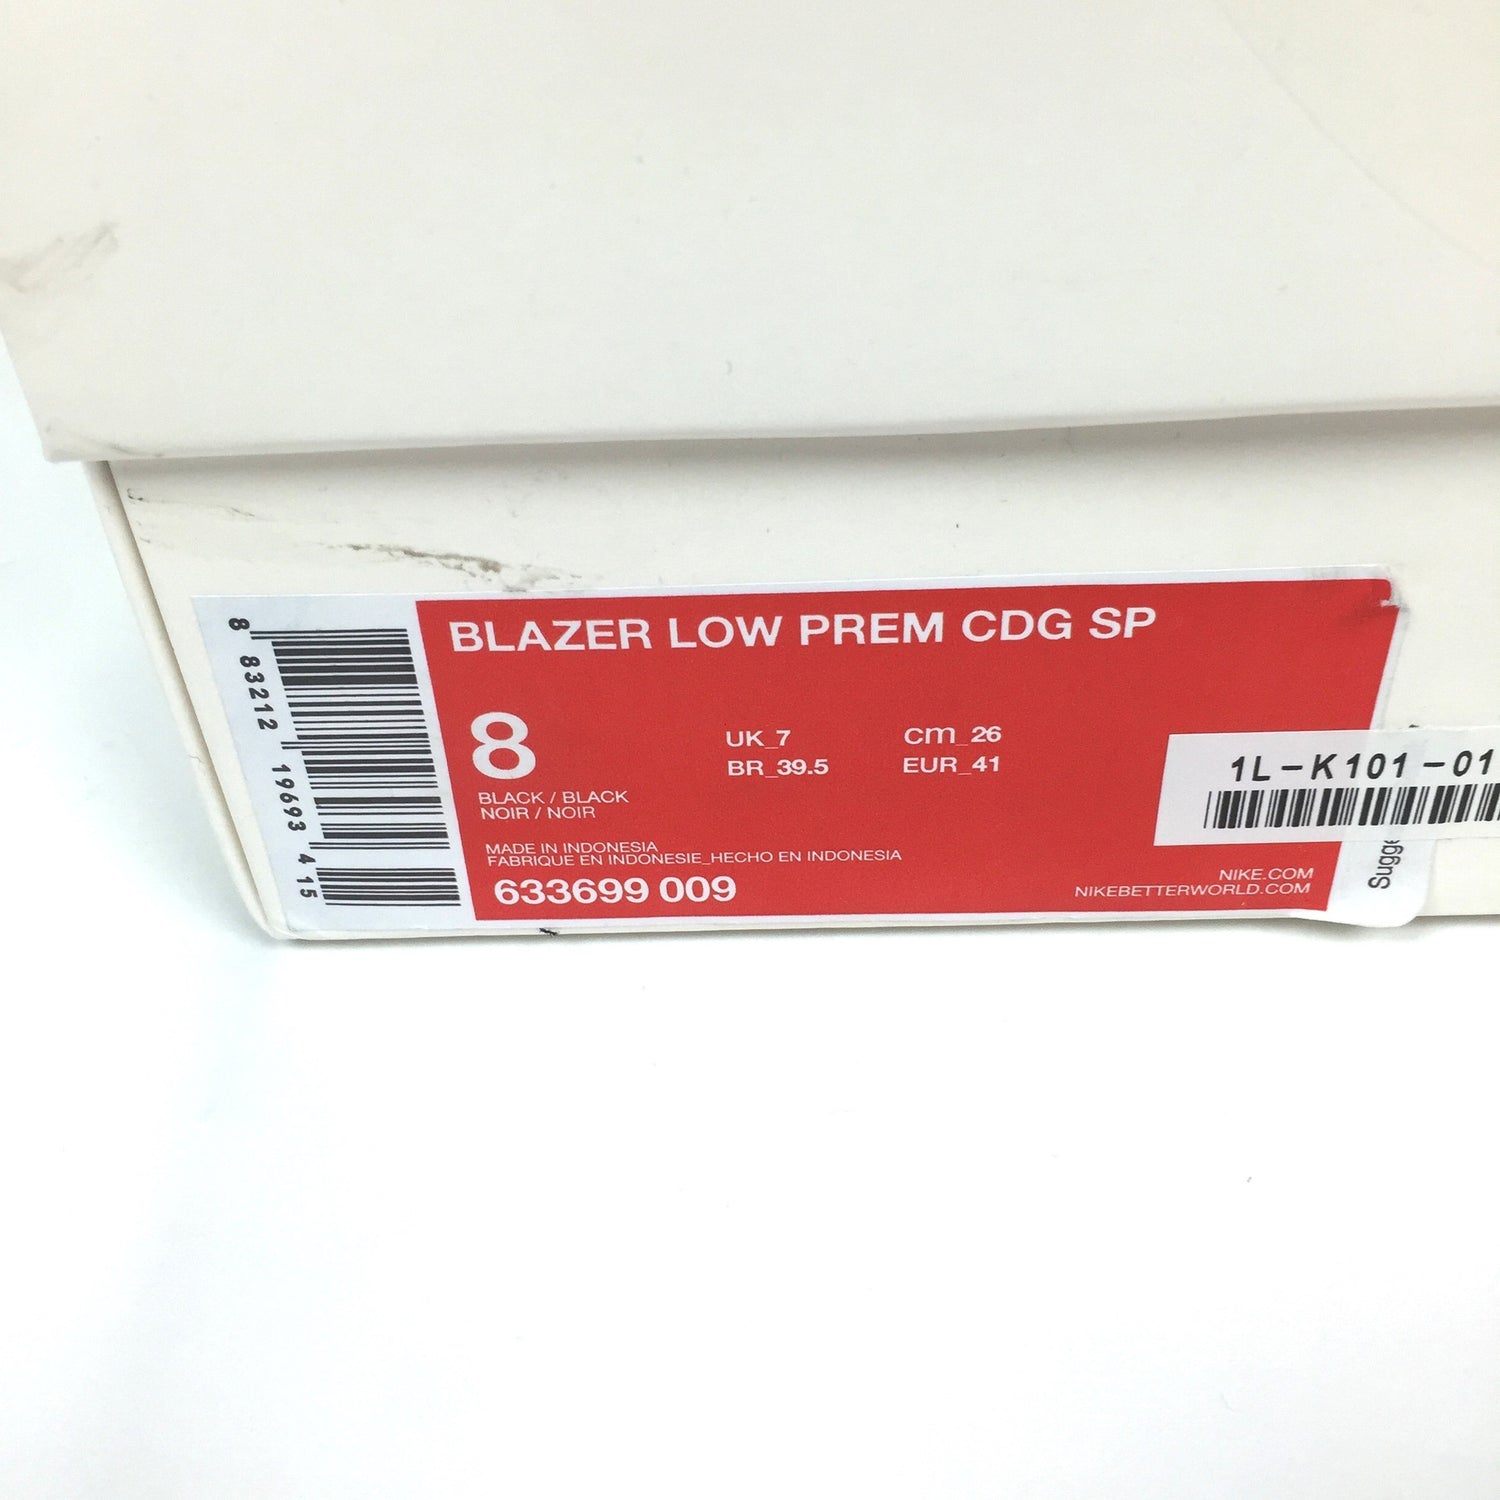 BLAZER LOW PREM CDG SP
8
UK_7
cm_26
BR_39.5
EUR_41
BLACK / BLACK
NOIR / NOIR
MADE IN INDONESIA
FABRIQUE EN INDONESIE_HECHO EN INDONESIA
633699 009
NIKE.COM
NIKEBETTERWORLD.COM
8 83212 19693 4 15
1L-K101-01
Sugge